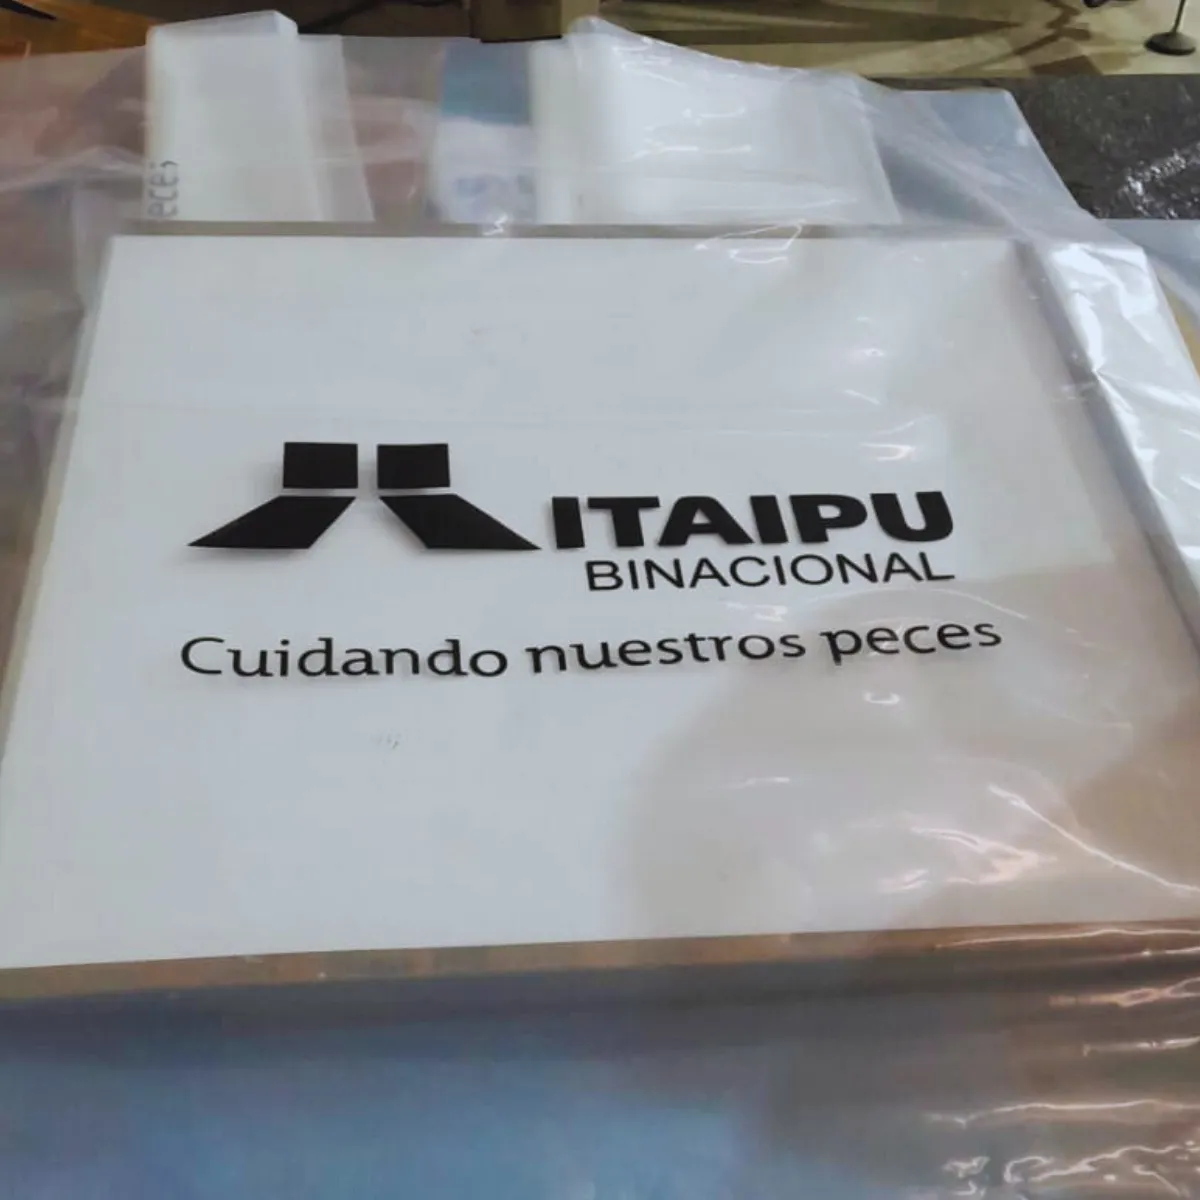 ITAIPU
BINACIONAL
Cuidando nuestros peces